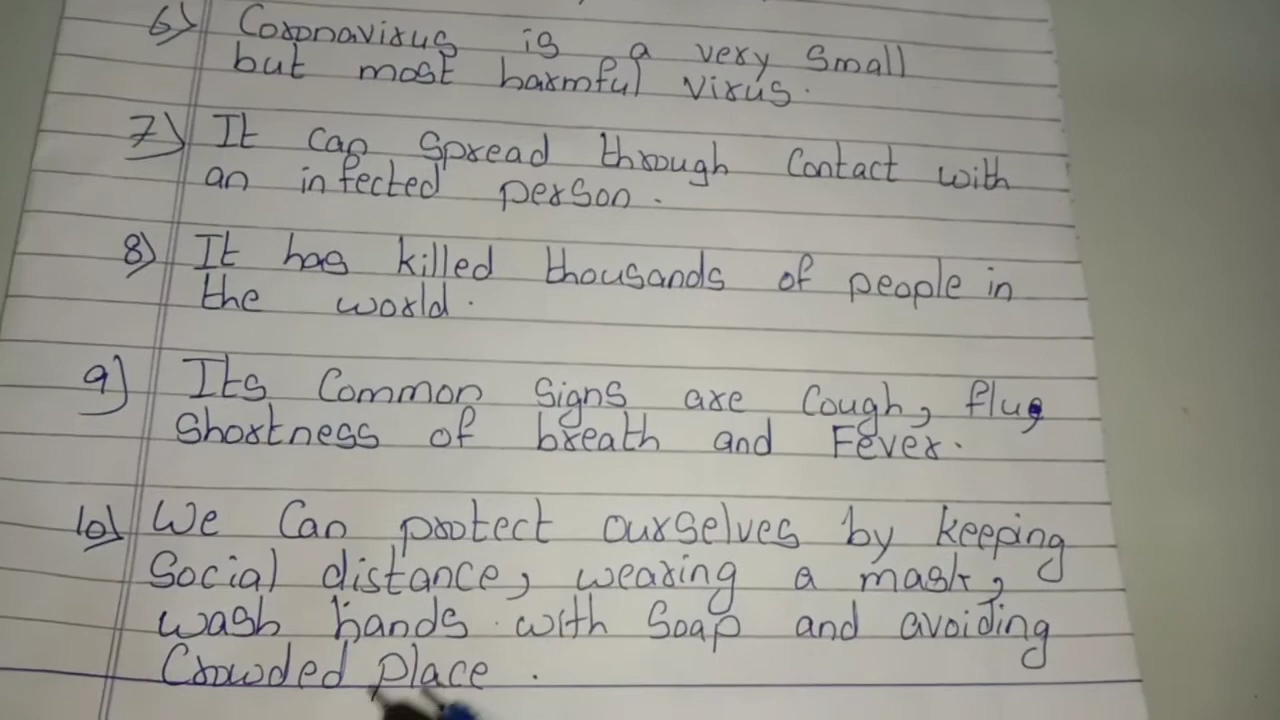 6) Coronavirus is a very small
but most harmful virus.
7) It can spread through contact with
an infected person.
8) It has killed thousands of people in
the world.
9) Its common signs are cough, flu,
shortness of breath and Fever.
10) We can protect ourselves by keeping
Social distance, wearing a mask,
wash hands with soap and avoiding
Crowded place.